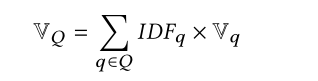 𝕍_Q = ∑_{q∈Q} IDF_q × 𝕍_q